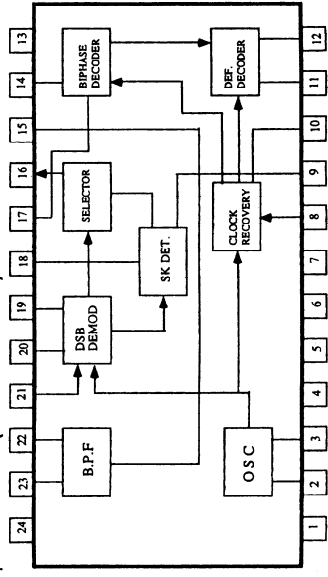 24
23
22
21
20
19
18
17
16
15
14
13
B.P.F
DSB
DEMOD
SELECTOR
BIPHASE
DECODER
SK DET.
OSC
CLOCK
RECOVERY
DEF.
DECODER
1
2
3
4
5
6
7
8
9
10
11
12